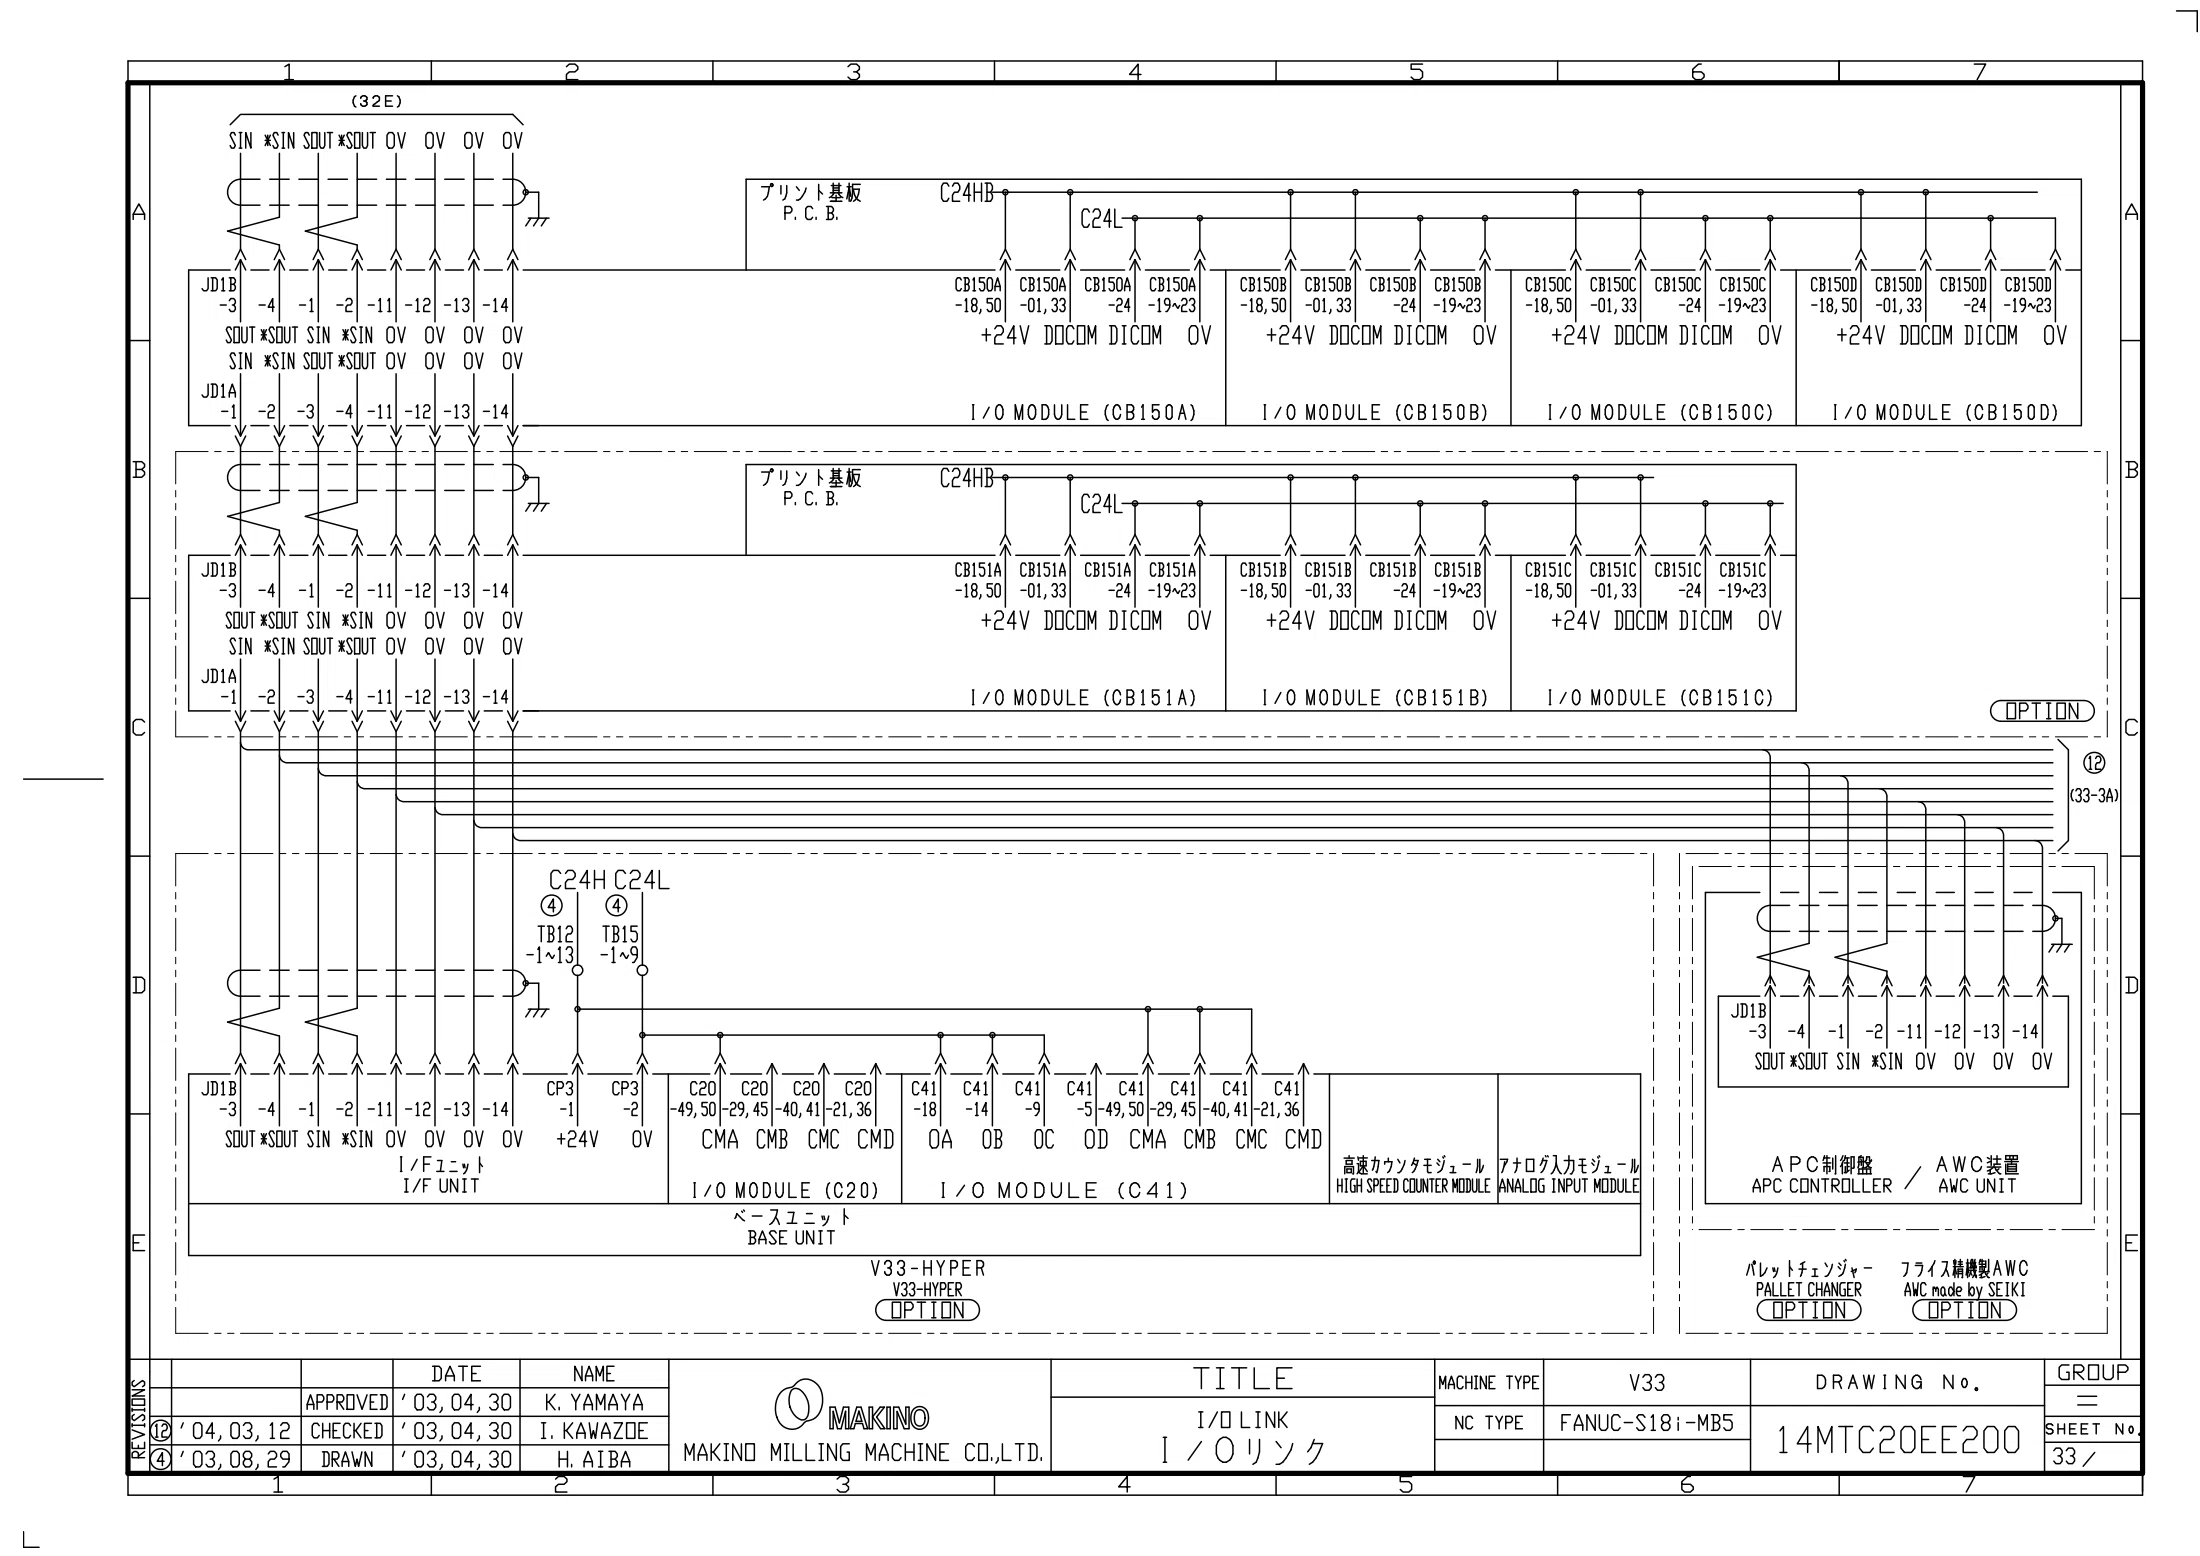 1 2 3 4 5 6 7
(32E)
SIN *SIN SOUT *SOUT 0V 0V 0V 0V
A A
プリント基板 C24HB
P.C.B. C24L
JD1B CB150A CB150A CB150A CB150A CB150B CB150B CB150B CB150B CB150C CB150C CB150C CB150C CB150D CB150D CB150D CB150D
-3 -4 -1 -2 -11 -12 -13 -14 -18,50 -01,33 -24 -19~23 -18,50 -01,33 -24 -19~23 -18,50 -01,33 -24 -19~23 -18,50 -01,33 -24 -19~23
SOUT *SOUT SIN *SIN 0V 0V 0V 0V +24V DOCOM DICOM 0V +24V DOCOM DICOM 0V +24V DOCOM DICOM 0V +24V DOCOM DICOM 0V
SIN *SIN SOUT *SOUT 0V 0V 0V 0V
JD1A
-1 -2 -3 -4 -11 -12 -13 -14 I/O MODULE (CB150A) I/O MODULE (CB150B) I/O MODULE (CB150C) I/O MODULE (CB150D)
B B
プリント基板 C24HB
P.C.B. C24L
JD1B CB151A CB151A CB151A CB151A CB151B CB151B CB151B CB151B CB151C CB151C CB151C CB151C
-3 -4 -1 -2 -11 -12 -13 -14 -18,50 -01,33 -24 -19~23 -18,50 -01,33 -24 -19~23 -18,50 -01,33 -24 -19~23
SOUT *SOUT SIN *SIN 0V 0V 0V 0V +24V DOCOM DICOM 0V +24V DOCOM DICOM 0V +24V DOCOM DICOM 0V
SIN *SIN SOUT *SOUT 0V 0V 0V 0V
JD1A
-1 -2 -3 -4 -11 -12 -13 -14 I/O MODULE (CB151A) I/O MODULE (CB151B) I/O MODULE (CB151C)
OPTION
C C
⑫
(33-3A)
C24H C24L
④ ④
TB12 TB15
-1~13 -1~9
D D
JD1B
-3 -4 -1 -2 -11 -12 -13 -14
SOUT *SOUT SIN *SIN 0V 0V 0V 0V
JD1B CP3 CP3 C20 C20 C20 C20 C41 C41 C41 C41 C41 C41 C41 C41
-3 -4 -1 -2 -11 -12 -13 -14 -1 -2 -49,50 -29,45 -40,41 -21,36 -18 -14 -9 -5 -49,50 -29,45 -40,41 -21,36
SOUT *SOUT SIN *SIN 0V 0V 0V 0V +24V 0V CMA CMB CMC CMD 0A 0B 0C 0D CMA CMB CMC CMD
I/Fユニット 高速カウンタモジュール アナログ入力モジュール APC制御盤 / AWC装置
I/F UNIT I/O MODULE (C20) I/O MODULE (C41) HIGH SPEED COUNTER MODULE ANALOG INPUT MODULE APC CONTROLLER AWC UNIT
ベースユニット
BASE UNIT
E E
V33-HYPER パレットチェンジャー フライス精機製AWC
V33-HYPER PALLET CHANGER AWC made by SEIKI
OPTION OPTION OPTION
REVISIONS
DATE NAME
APPROVED '03,04,30 K. YAMAYA
⑫ '04,03,12 CHECKED '03,04,30 I. KAWAZOE
④ '03,08,29 DRAWN '03,04,30 H. AIBA
MAKINO
MAKINO MILLING MACHINE CO.,LTD.
TITLE
I/O LINK
I/Oリンク
MACHINE TYPE V33
NC TYPE FANUC-S18i-MB5
DRAWING No.
14MTC20EE200
GROUP
=
SHEET No.
33/
1 2 3 4 5 6 7